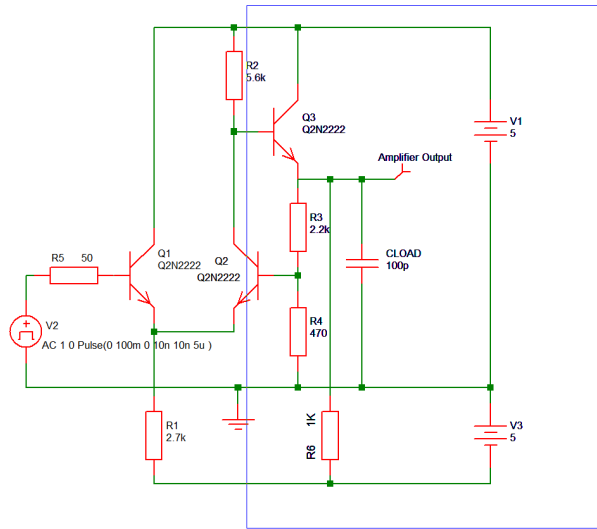 R2
5.6k
Q3
Q2N2222
V1
5
Amplifier Output
R3
2.2k
R5 50
Q1
Q2N2222
Q2
Q2N2222
CLOAD
100p
V2
AC 1 0 Pulse(0 100m 0 10n 10n 5u )
R4
470
R1
2.7k
R6 1K
V3
5